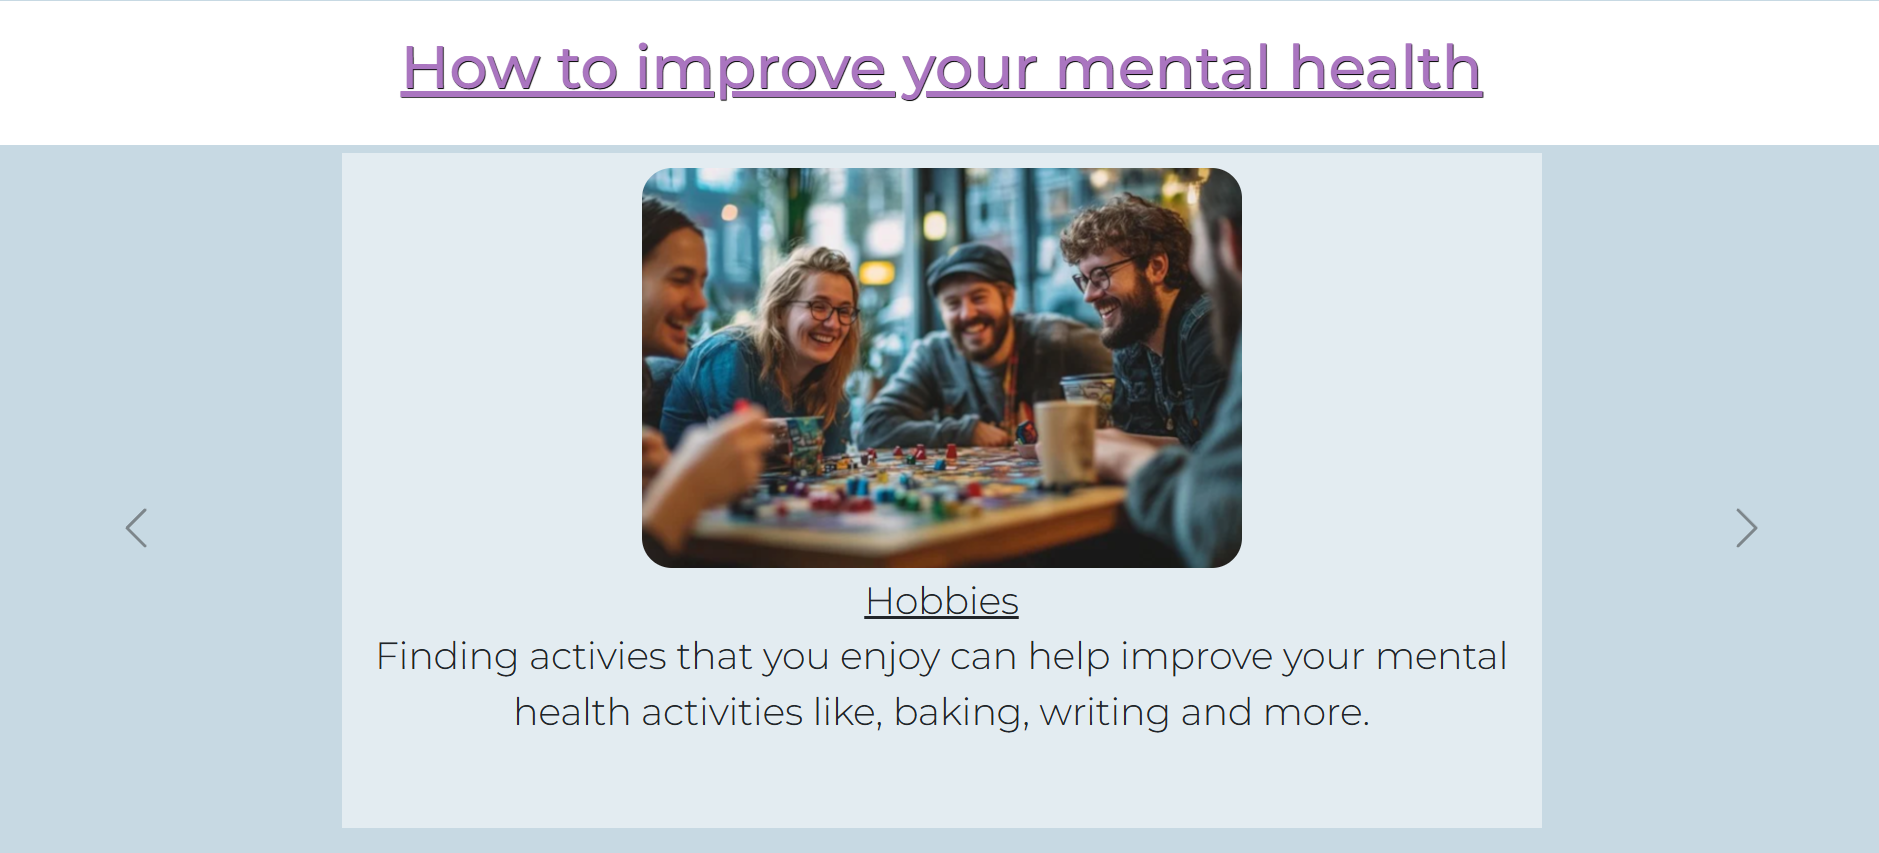 How to improve your mental health
Hobbies
Finding activies that you enjoy can help improve your mental
health activities like, baking, writing and more.